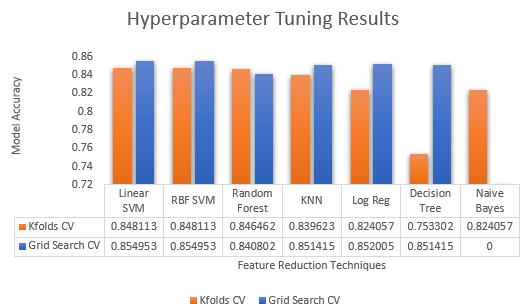 Hyperparameter Tuning Results
0.86
0.84
0.82
0.8
0.78
0.76
0.74
0.72
Model Accuracy
Linear SVM RBF SVM Random Forest KNN Log Reg Decision Tree Naive Bayes
Kfolds CV 0.848113 0.848113 0.846462 0.839623 0.824057 0.753302 0.824057
Grid Search CV 0.854953 0.854953 0.840802 0.851415 0.852005 0.851415 0
Feature Reduction Techniques
Kfolds CV Grid Search CV